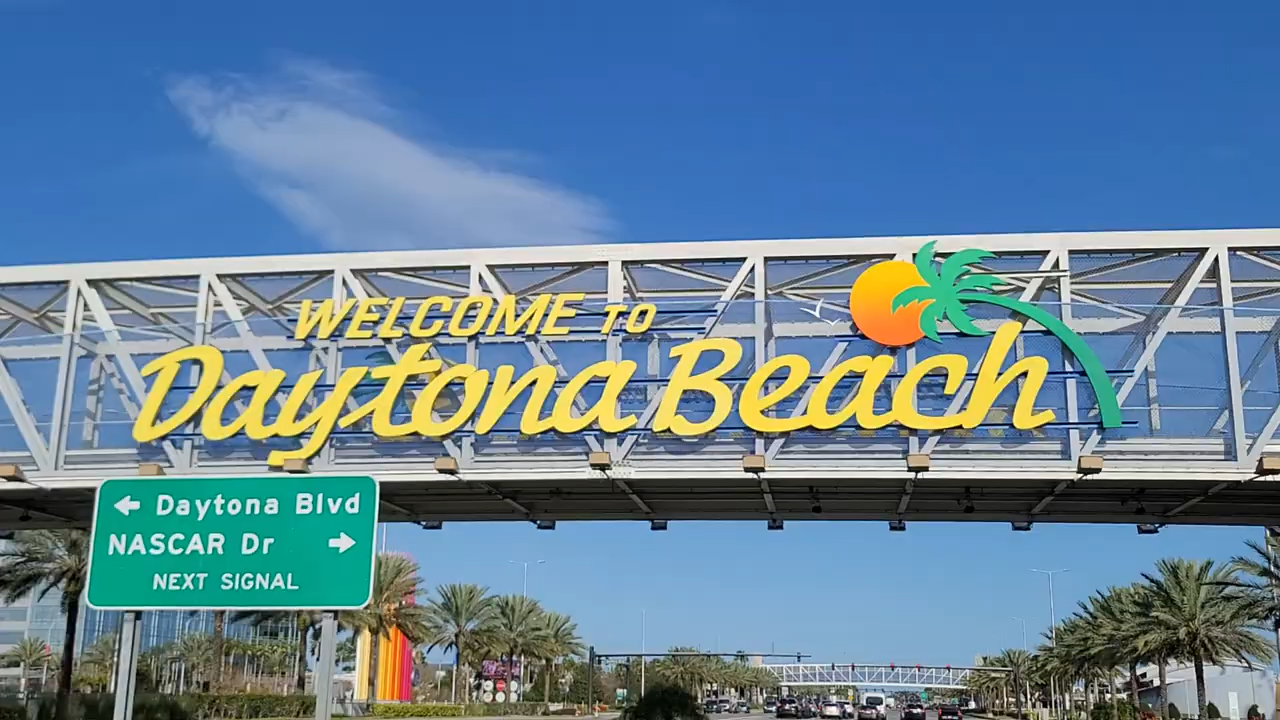 WELCOME TO
Daytona Beach
← Daytona Blvd
NASCAR Dr →
NEXT SIGNAL